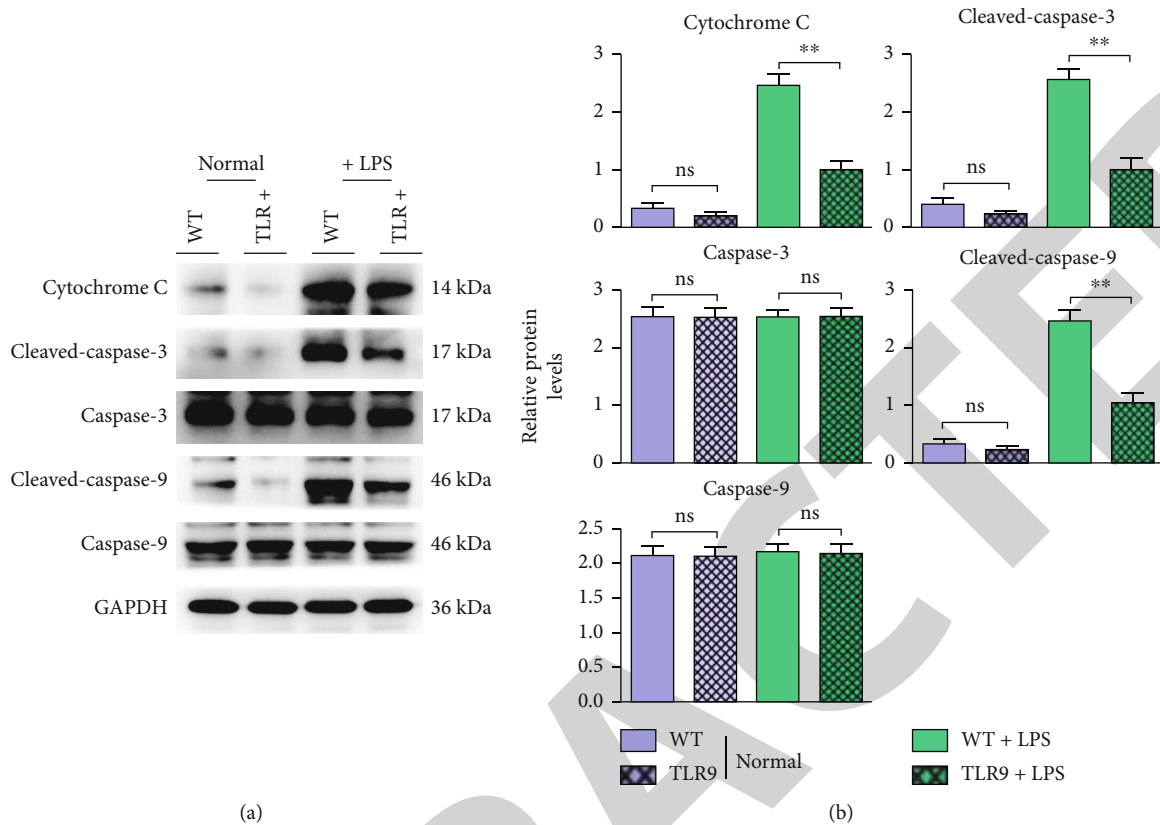 Normal
+ LPS
WT
TLR +
WT
TLR +
Cytochrome C
14 kDa
Cleaved-caspase-3
17 kDa
Caspase-3
17 kDa
Cleaved-caspase-9
46 kDa
Caspase-9
46 kDa
GAPDH
36 kDa
(a)
Relative protein
levels
Cytochrome C
3
2
1
0
ns
**
Cleaved-caspase-3
3
2
1
0
ns
**
Caspase-3
3
2
1
0
ns
ns
Cleaved-caspase-9
3
2
1
0
ns
**
Caspase-9
2.5
2.0
1.5
1.0
0.5
0.0
ns
ns
WT
TLR9
Normal
WT + LPS
TLR9 + LPS
(b)